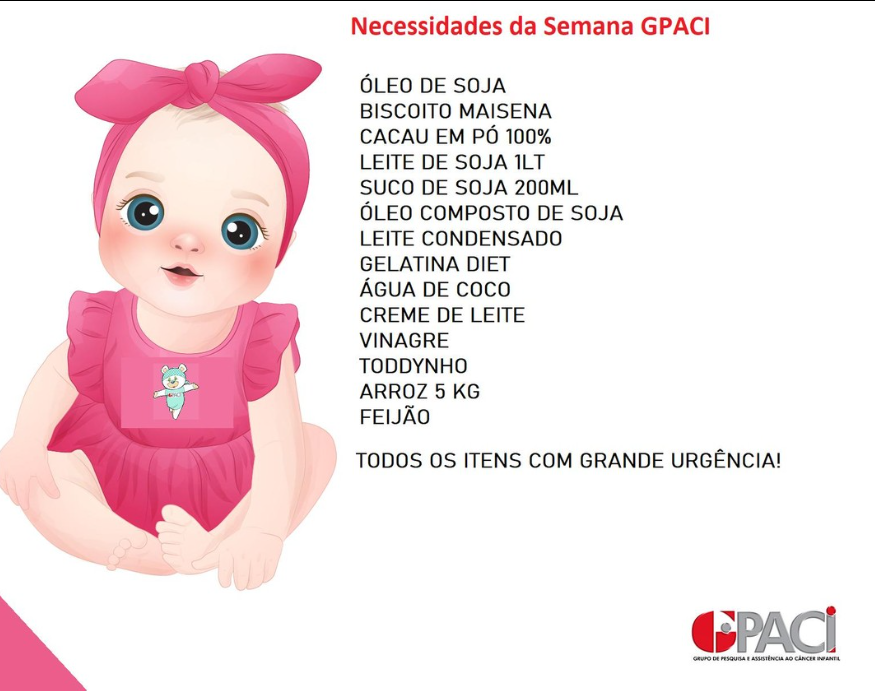 Necessidades da Semana GPACI
ÓLEO DE SOJA
BISCOITO MAISENA
CACAU EM PÓ 100%
LEITE DE SOJA 1LT
SUCO DE SOJA 200ML
ÓLEO COMPOSTO DE SOJA
LEITE CONDENSADO
GELATINA DIET
ÁGUA DE COCO
CREME DE LEITE
VINAGRE
TODDYNHO
ARROZ 5 KG
FEIJÃO
TODOS OS ITENS COM GRANDE URGÊNCIA!
GPACI
GRUPO DE PESQUISA E ASSISTÊNCIA AO CÂNCER INFANTIL